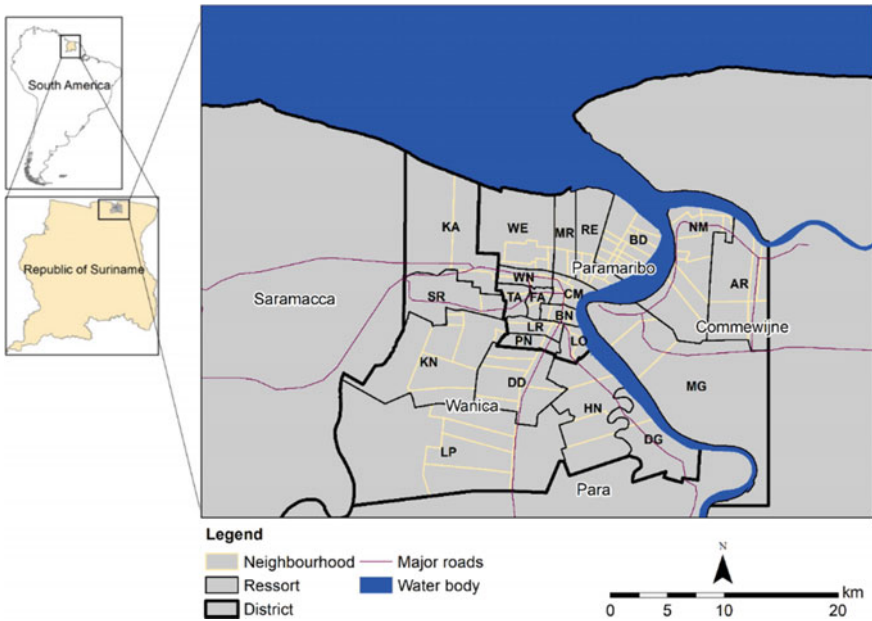 South America
Republic of Suriname
KA
WE
MR
RE
BD
NM
Paramaribo
WN
AR
Saramacca
SR
TA
FA
CM
BN
Commewijne
LR
LO
PN
KN
DD
MG
Wanica
HN
DG
LP
Para
Legend
Neighbourhood
Major roads
Ressort
Water body
District
N
km
0 5 10 20